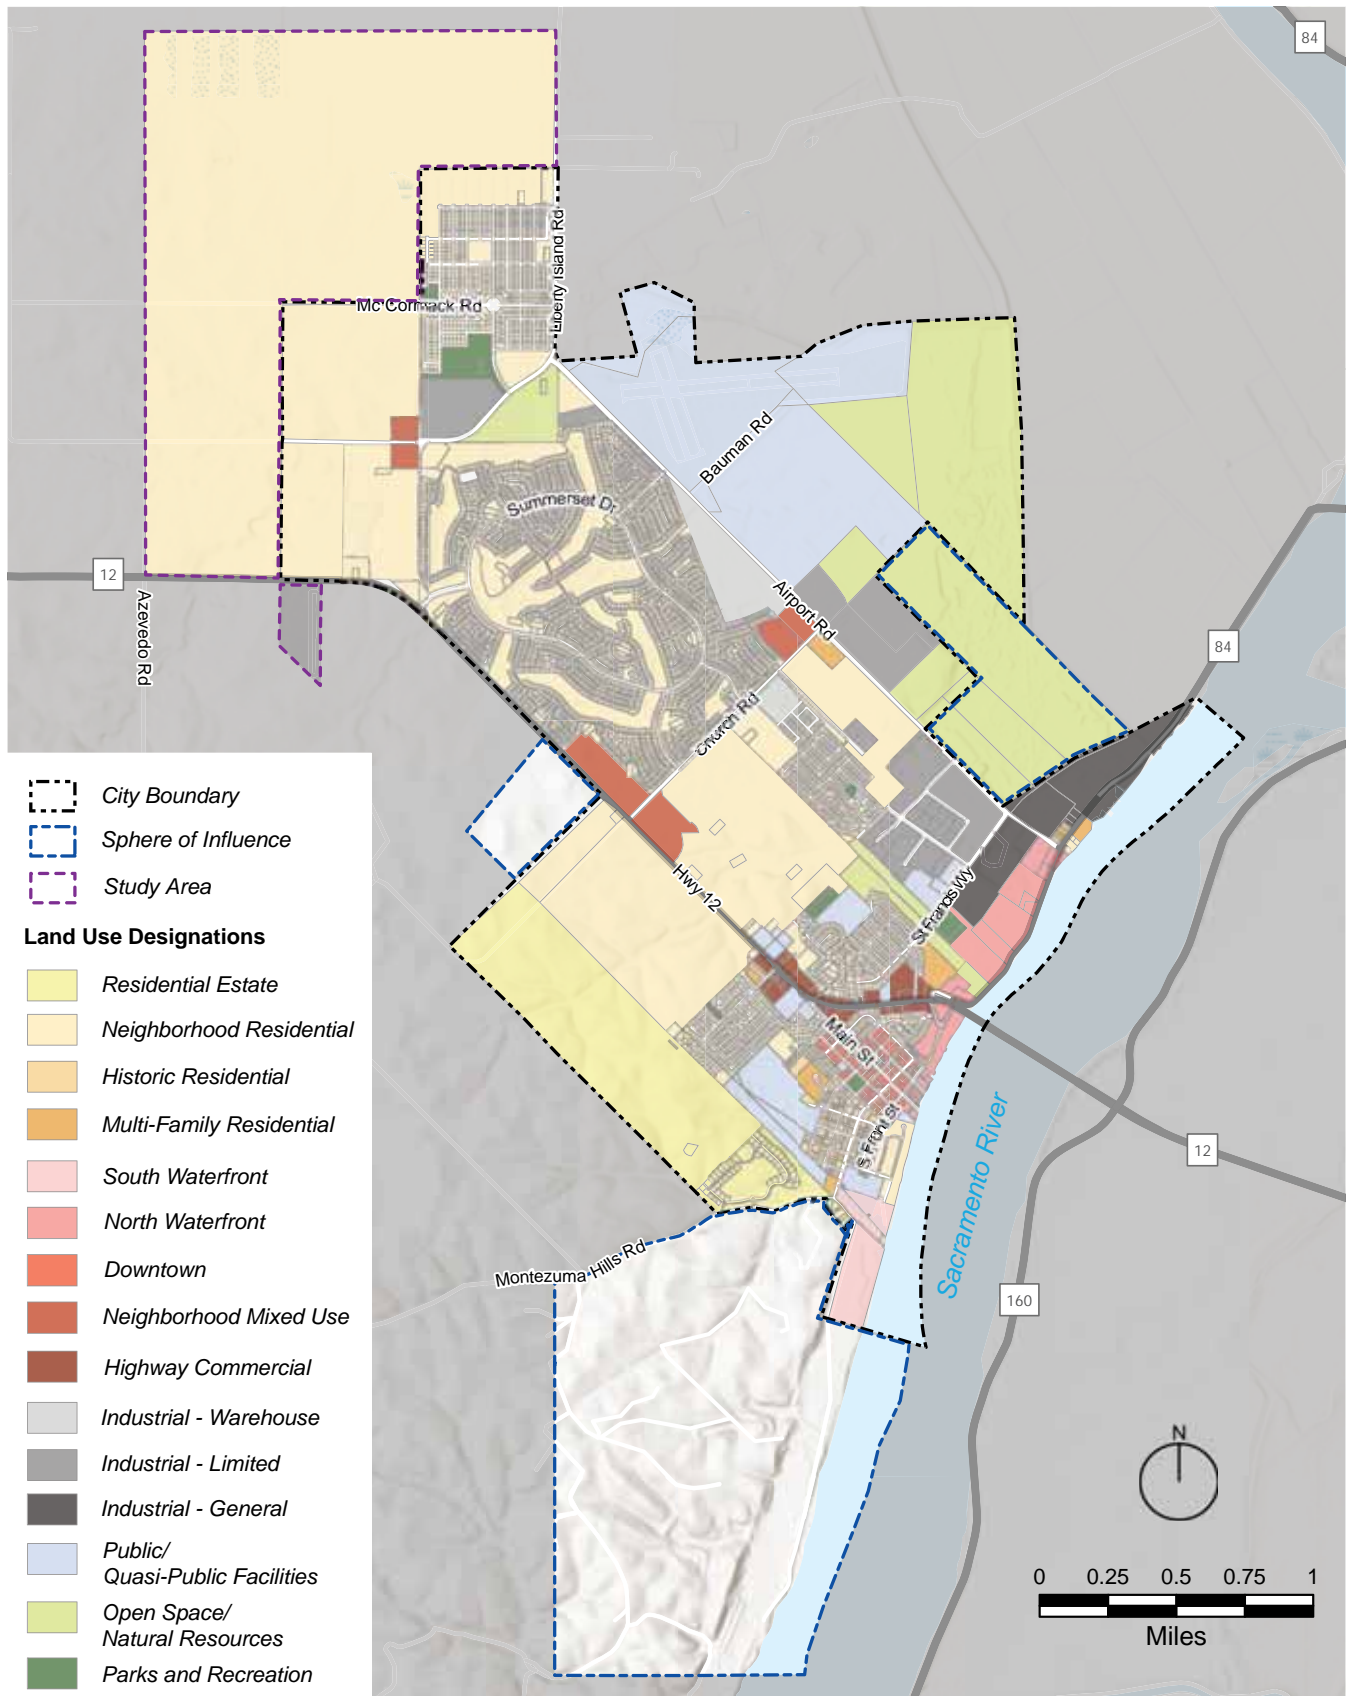 84
Liberty Island Rd
Mc Cormack Rd
Bauman Rd
Summerset Dr
12
Azevedo Rd
Airport Rd
84
Church Rd
City Boundary
Sphere of Influence
Study Area
Land Use Designations
Residential Estate
Neighborhood Residential
Historic Residential
Multi-Family Residential
South Waterfront
North Waterfront
Downtown
Neighborhood Mixed Use
Highway Commercial
Industrial - Warehouse
Industrial - Limited
Industrial - General
Public/
Quasi-Public Facilities
Open Space/
Natural Resources
Parks and Recreation
Hwy 12
St Francis Wy
Main St
S Front St
Sacramento River
12
Montezuma Hills Rd
160
N
0 0.25 0.5 0.75 1
Miles